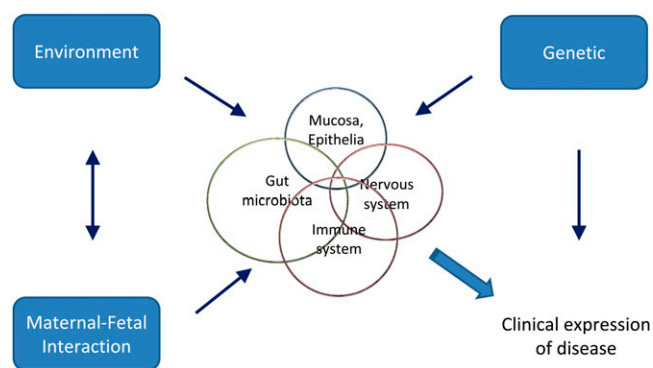 Environment
Genetic
Mucosa,
Epithelia
Gut
microbiota
Nervous
system
Immune
system
Maternal-Fetal
Interaction
Clinical expression
of disease